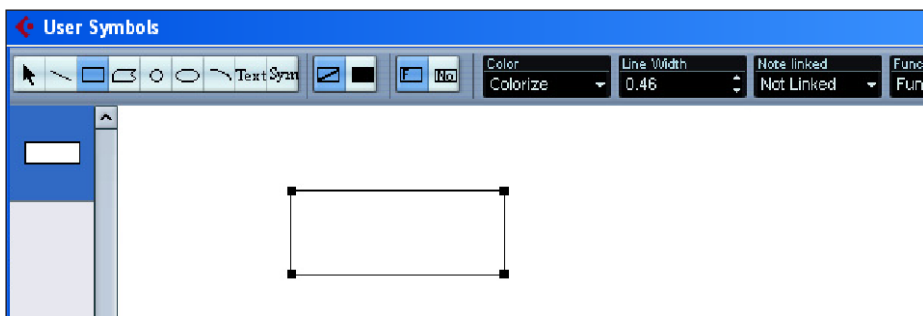 User Symbols
Text Sym F No Color Line Width Note linked Func
Colorize 0.46 Not Linked Fun